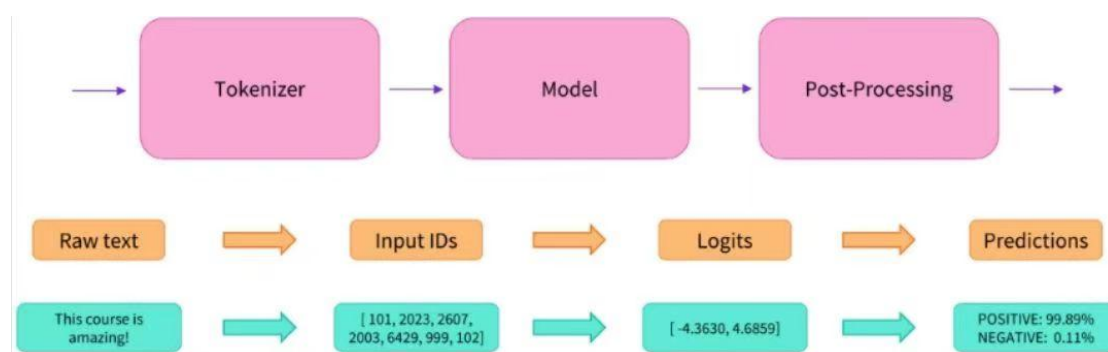 Tokenizer
Model
Post-Processing
Raw text
Input IDs
Logits
Predictions
This course is
amazing!
[ 101, 2023, 2607,
2003, 6429, 999, 102]
[ -4.3630, 4.6859]
POSITIVE: 99.89%
NEGATIVE: 0.11%